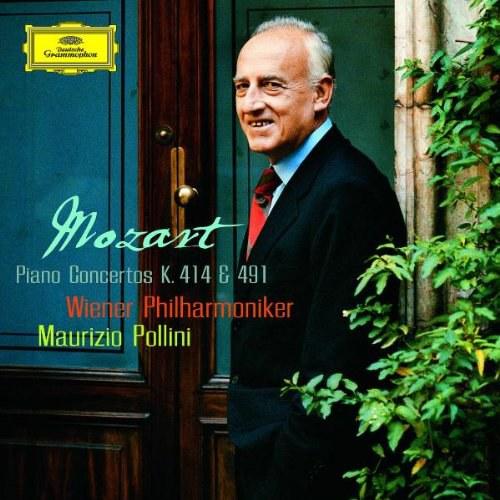 Deutsche
Grammophon
Mozart
Piano Concertos K. 414 & 491
Wiener Philharmoniker
Maurizio Pollini